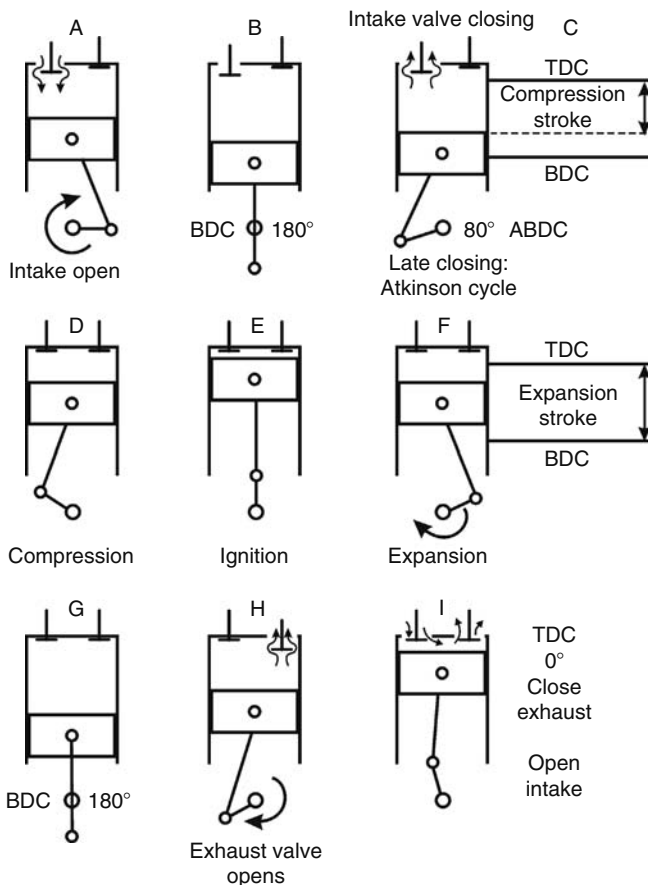 A
Intake open
B
BDC 180°
Intake valve closing
C
TDC
Compression
stroke
BDC
80° ABDC
Late closing:
Atkinson cycle
D
Compression
E
Ignition
F
TDC
Expansion
stroke
BDC
Expansion
G
BDC 180°
H
Exhaust valve
opens
I
TDC
0°
Close
exhaust
Open
intake